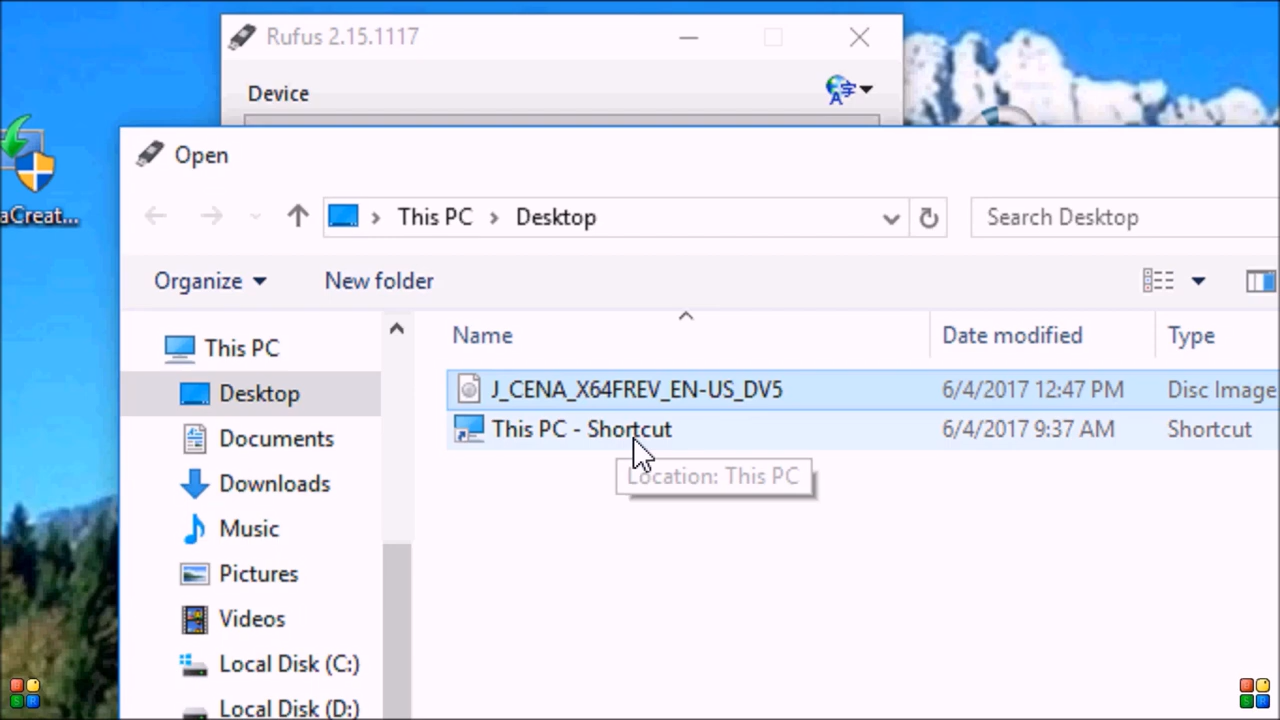 Rufus 2.15.1117
Device
Open
This PC > Desktop
Search Desktop
aCreat...
Organize
New folder
Name
Date modified
Type
This PC
Desktop
Documents
Downloads
Music
Pictures
Videos
Local Disk (C:)
Local Disk (D:)
J_CENA_X64FREV_EN-US_DV5 6/4/2017 12:47 PM Disc Image
This PC - Shortcut 6/4/2017 9:37 AM Shortcut
Location: This PC